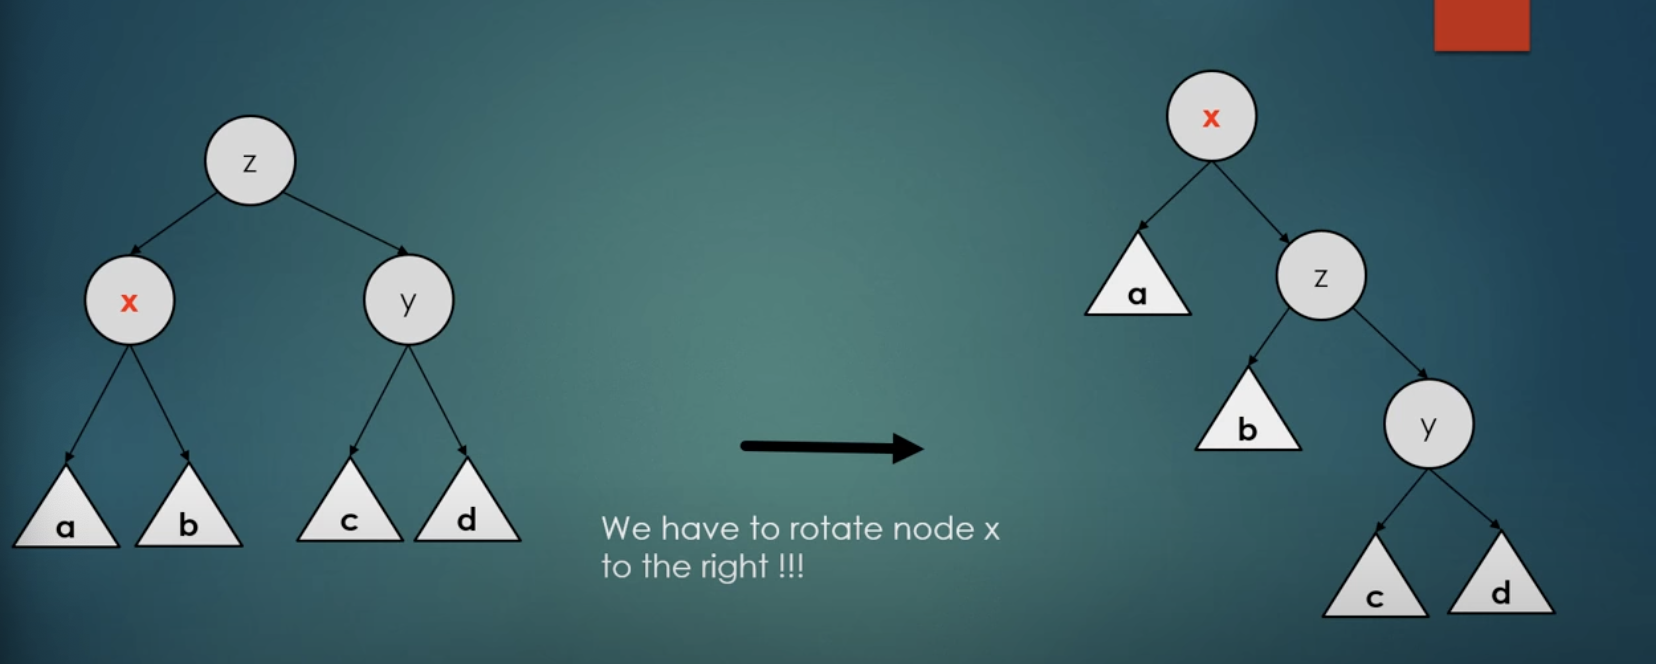 z
x
y
a
b
c
d
We have to rotate node x
to the right !!!
x
a
z
b
y
c
d